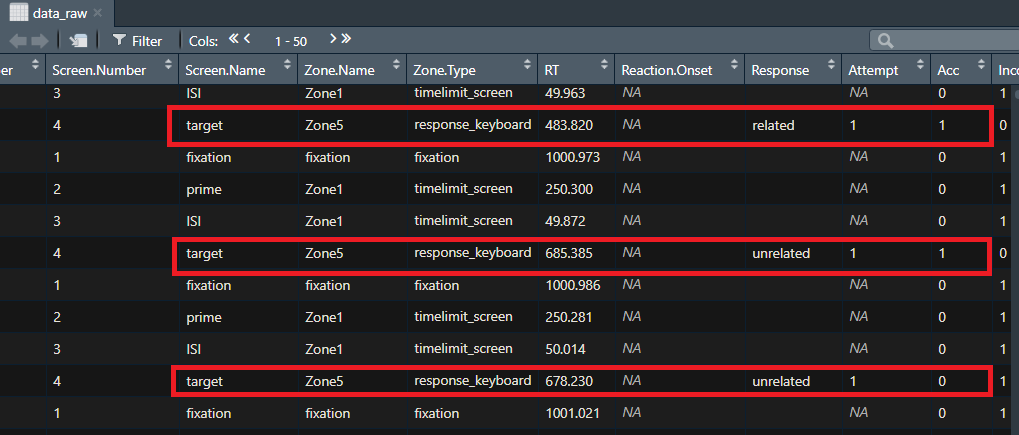 data_raw ×
Filter Cols: « ‹ 1 - 50 › »
er Screen.Number Screen.Name Zone.Name Zone.Type RT Reaction.Onset Response Attempt Acc Inco
3 ISI Zone1 timelimit_screen 49.963 NA NA 0 1
4 target Zone5 response_keyboard 483.820 NA related 1 1 0
1 fixation fixation fixation 1000.973 NA NA 0 1
2 prime Zone1 timelimit_screen 250.300 NA NA 0 1
3 ISI Zone1 timelimit_screen 49.872 NA NA 0 1
4 target Zone5 response_keyboard 685.385 NA unrelated 1 1 0
1 fixation fixation fixation 1000.986 NA NA 0 1
2 prime Zone1 timelimit_screen 250.281 NA NA 0 1
3 ISI Zone1 timelimit_screen 50.014 NA NA 0 1
4 target Zone5 response_keyboard 678.230 NA unrelated 1 0 1
1 fixation fixation fixation 1001.021 NA NA 0 1